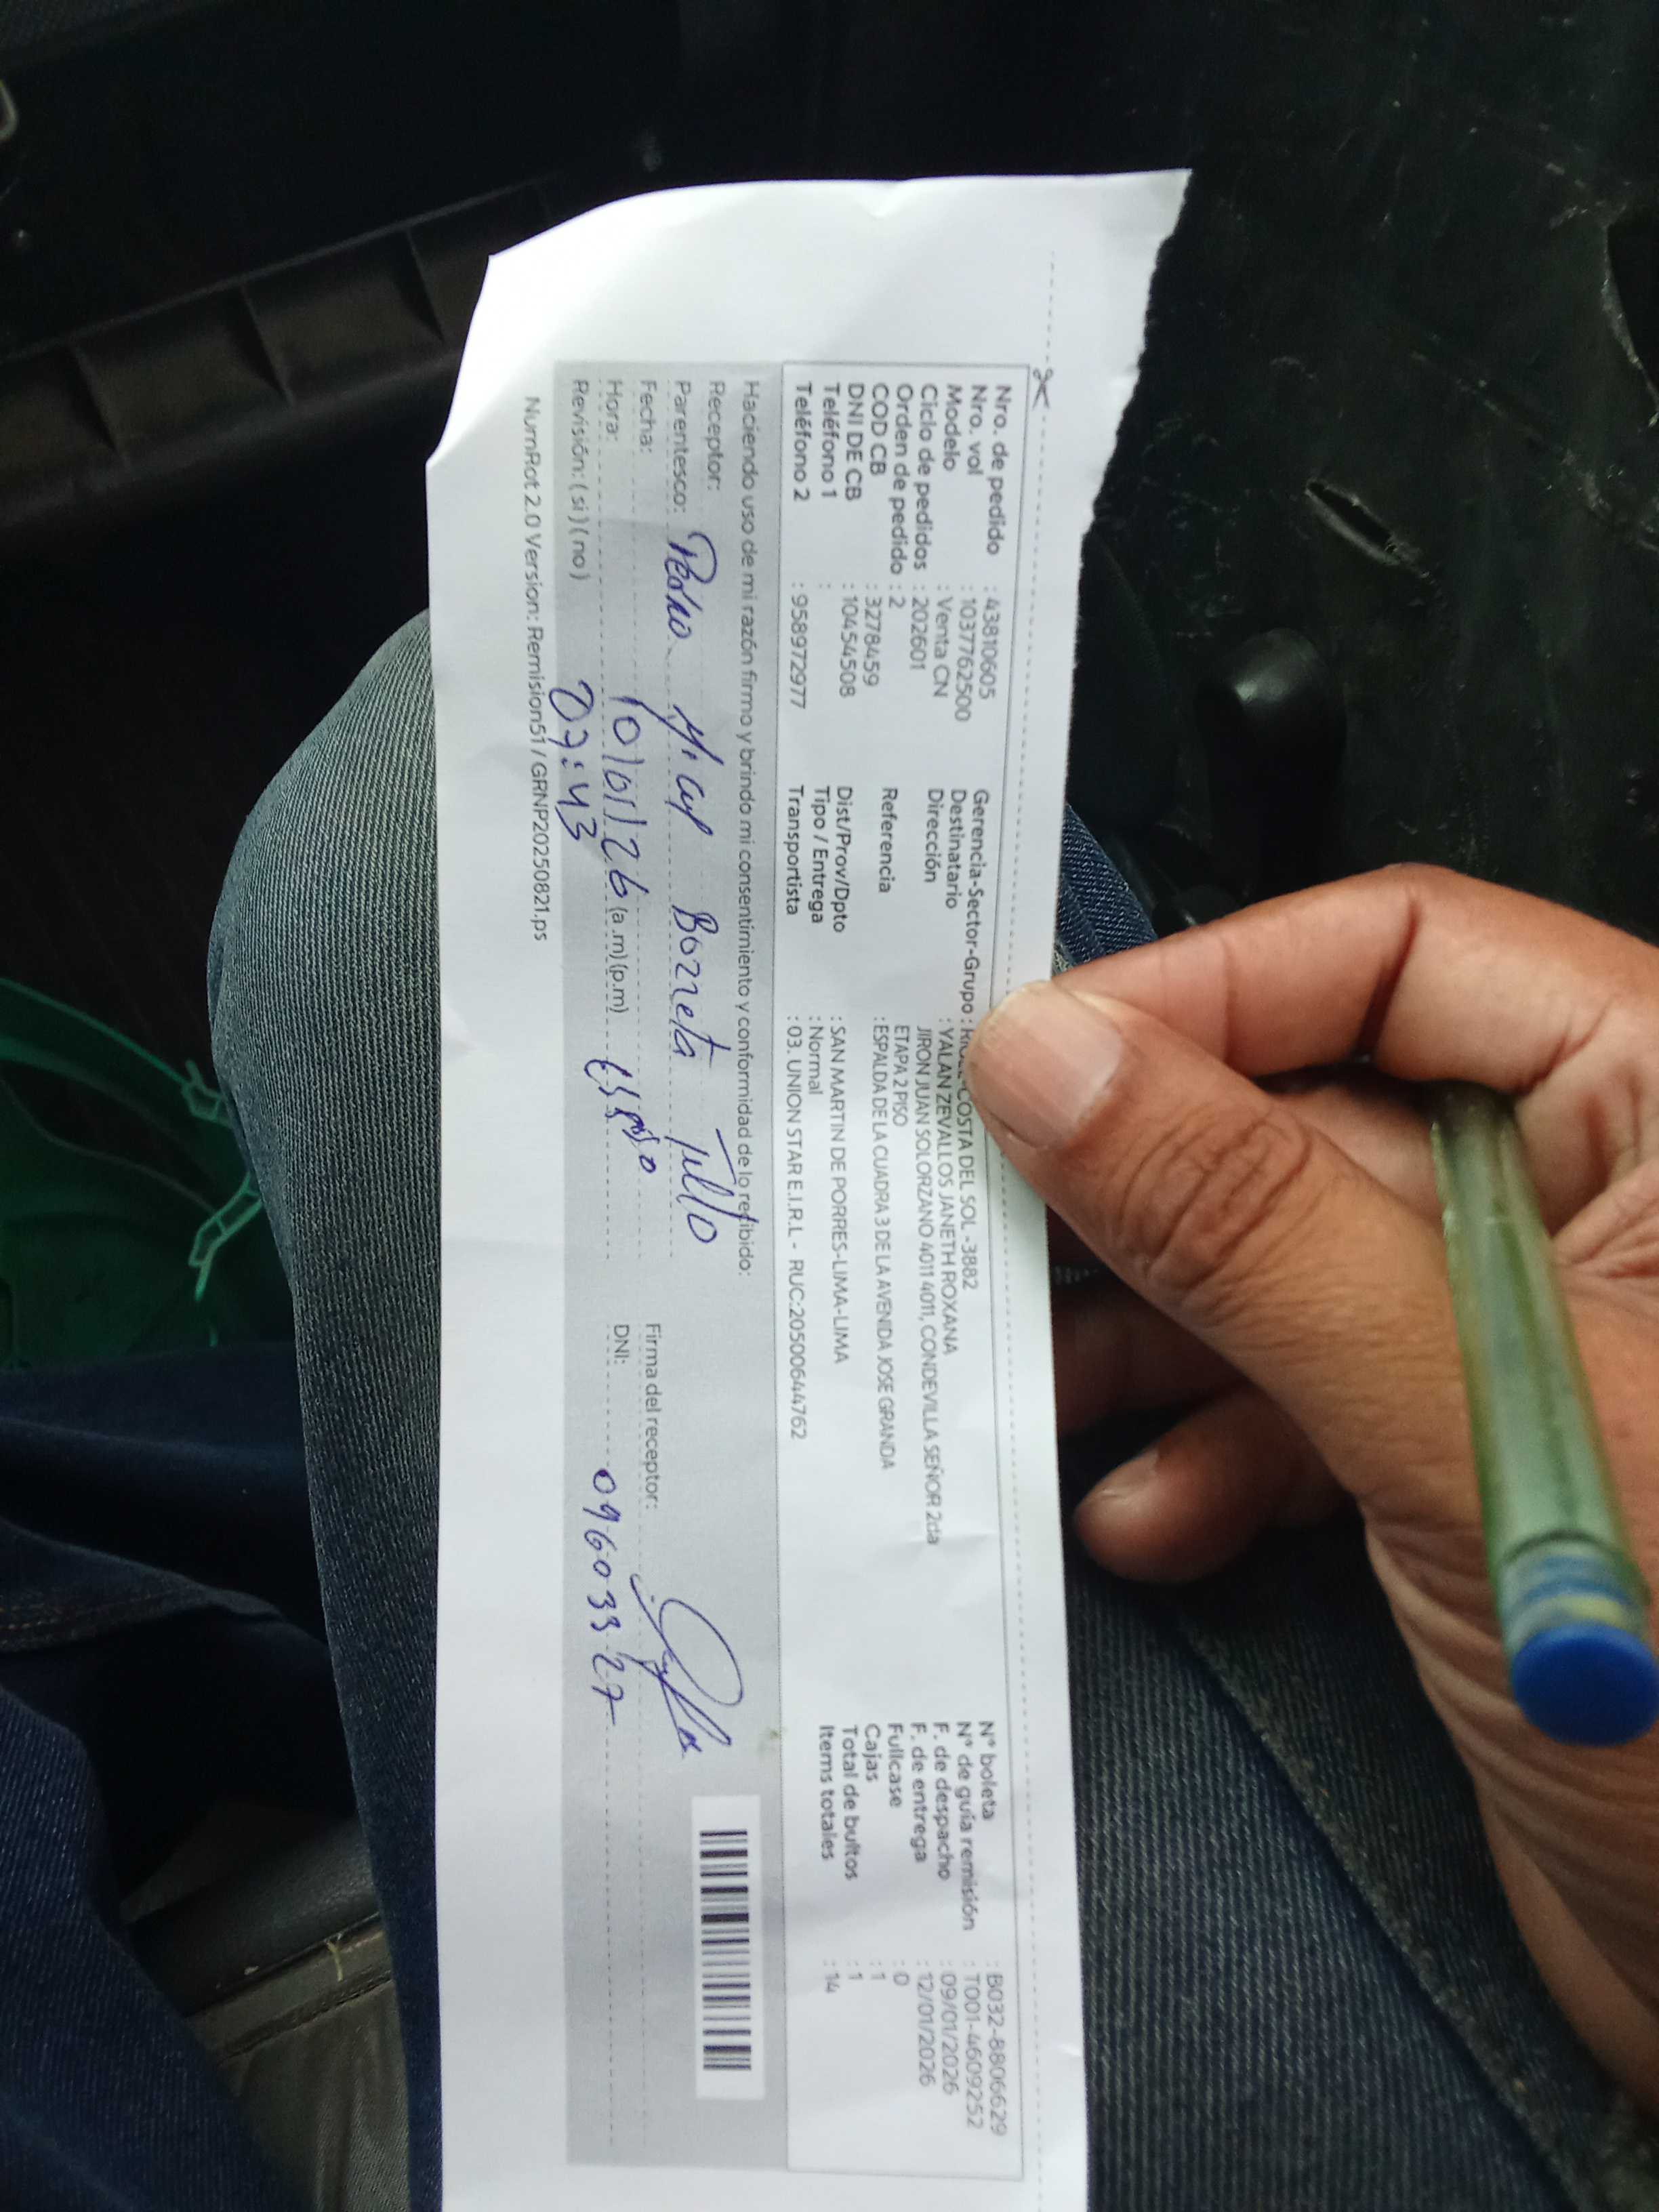 Nro. de pedido : 43810605
Nro. vol : 1037762500
Modelo : Venta CN
Ciclo de pedidos : 202601
Orden de pedido : 2
COD CB : 3278459
DNI DE CB : 10454508
Teléfono 1 :
Teléfono 2 : 958972977
Gerencia-Sector-Grupo : COSTA DEL SOL -3882
Destinatario : YALAN ZEVALLOS JANETH ROXANA
Dirección JIRON JUAN SOLORZANO 4011 4011, CONDEVILLA SEÑOR 2da
ETAPA 2 PISO
Referencia : ESPALDA DE LA CUADRA 3 DE LA AVENIDA JOSE GRANDA
Dist/Prov/Dpto : SAN MARTIN DE PORRES-LIMA-LIMA
Tipo / Entrega : Normal
Transportista : 03. UNION STAR E.I.R.L - RUC:20500644762
N° boleta : B032-8806629
N° de guía remisión : T001-4609252
F. de despacho : 09/01/2026
F. de entrega : 12/01/2026
Fullcase : 0
Cajas : 1
Total de bultos : 1
Items totales : 14
Haciendo uso de mi razón firmo y brindo mi consentimiento y conformidad de lo recibido:
Receptor:
Parentesco: Pedro Borreta Tello
Fecha: 10/01/26
Hora: (a.m) (p.m) Esposo
07:43
Revisión: ( si ) ( no )
Firma del receptor:
DNI: 09603327
NumRot 2.0 Version: Remision51 / GRNP20250821.ps